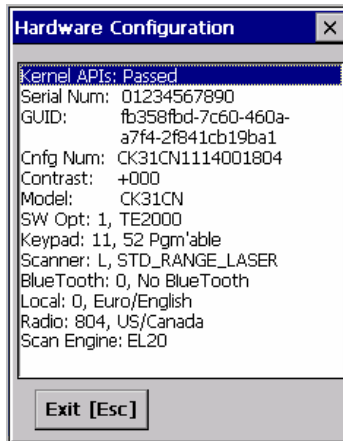 Hardware Configuration
Kernel APIs: Passed
Serial Num: 01234567890
GUID: fb358fbd-7c60-460a-
a7f4-2f841cb19ba1
Cnfg Num: CK31CN1114001804
Contrast: +000
Model: CK31CN
SW Opt: 1, TE2000
Keypad: 11, 52 Pgm'able
Scanner: L, STD_RANGE_LASER
BlueTooth: 0, No BlueTooth
Local: 0, Euro/English
Radio: 804, US/Canada
Scan Engine: EL20
Exit [Esc]